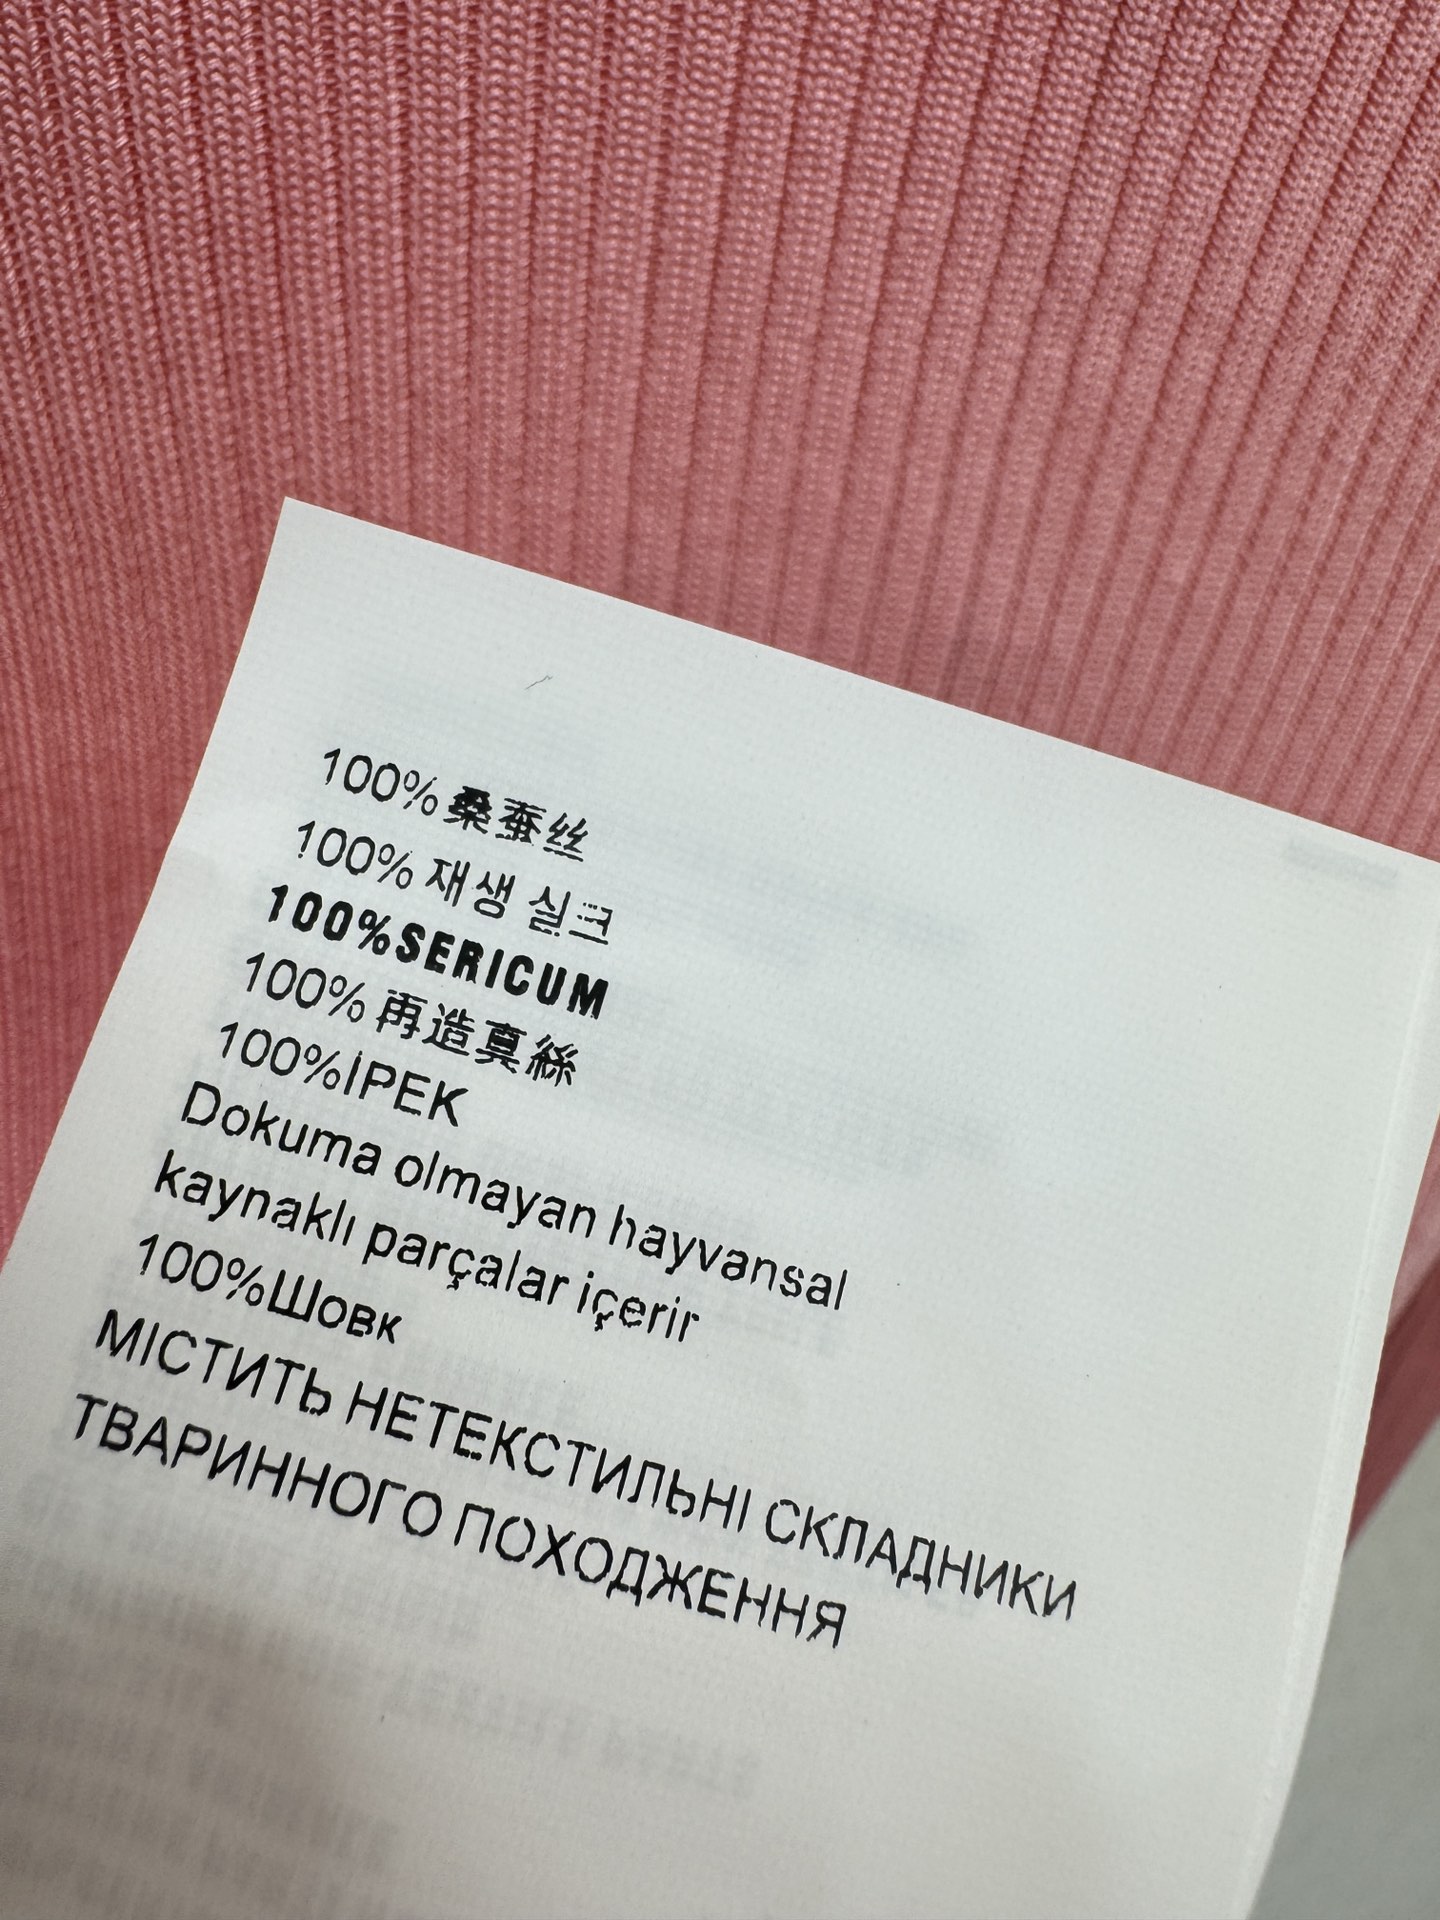 100%桑蚕丝
100% 재생 실크
100%SERICUM
100% 再造真絲
100%İPEK
Dokuma olmayan hayvansal
kaynaklı parçalar içerir
100%Шовк
МІСТИТЬ НЕТЕКСТИЛЬНІ СКЛАДНИКИ
ТВАРИННОГО ПОХОДЖЕННЯ